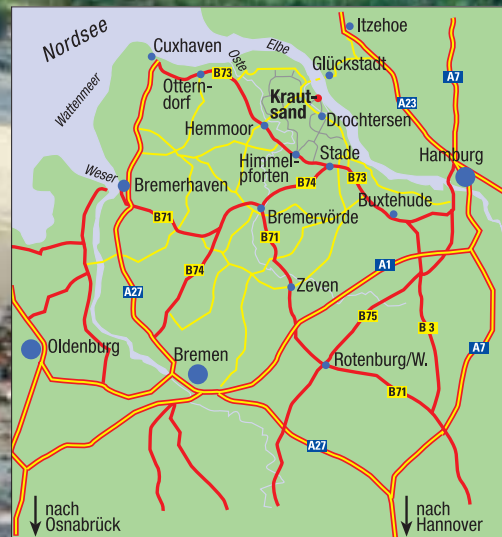 Nordsee
Wattenmeer
Weser
Cuxhaven
Oste
Elbe
Itzehoe
B73
Otterndorf
Glückstadt
A7
Kraut-
sand
A23
Hemmoor
Drochtersen
Himmel-
pforten
Stade
Hamburg
Bremerhaven
B74
B73
Buxtehude
B71
Bremervörde
B71
B74
A1
A27
Zeven
B75
B 3
Oldenburg
Bremen
A7
Rotenburg/W.
B71
A27
nach
Osnabrück
nach
Hannover